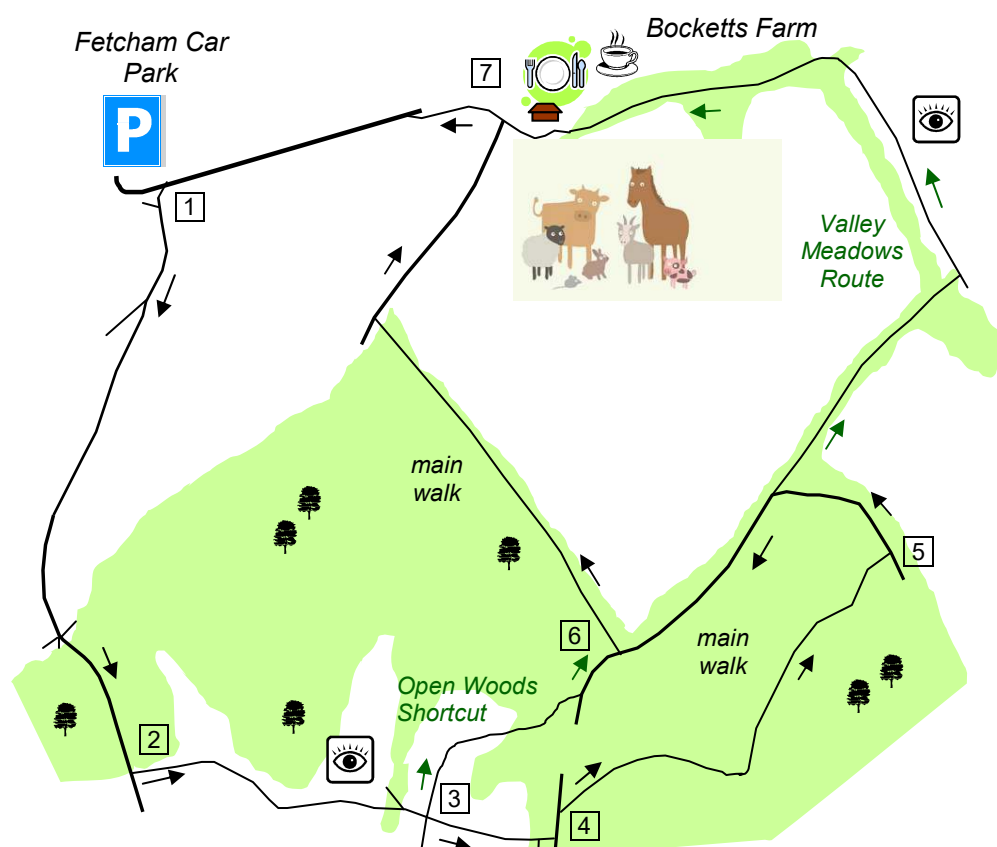 Fetcham Car
Park
P
Bocketts Farm
7
1
Valley
Meadows
Route
main
walk
5
6
main
walk
Open Woods
Shortcut
2
3
4